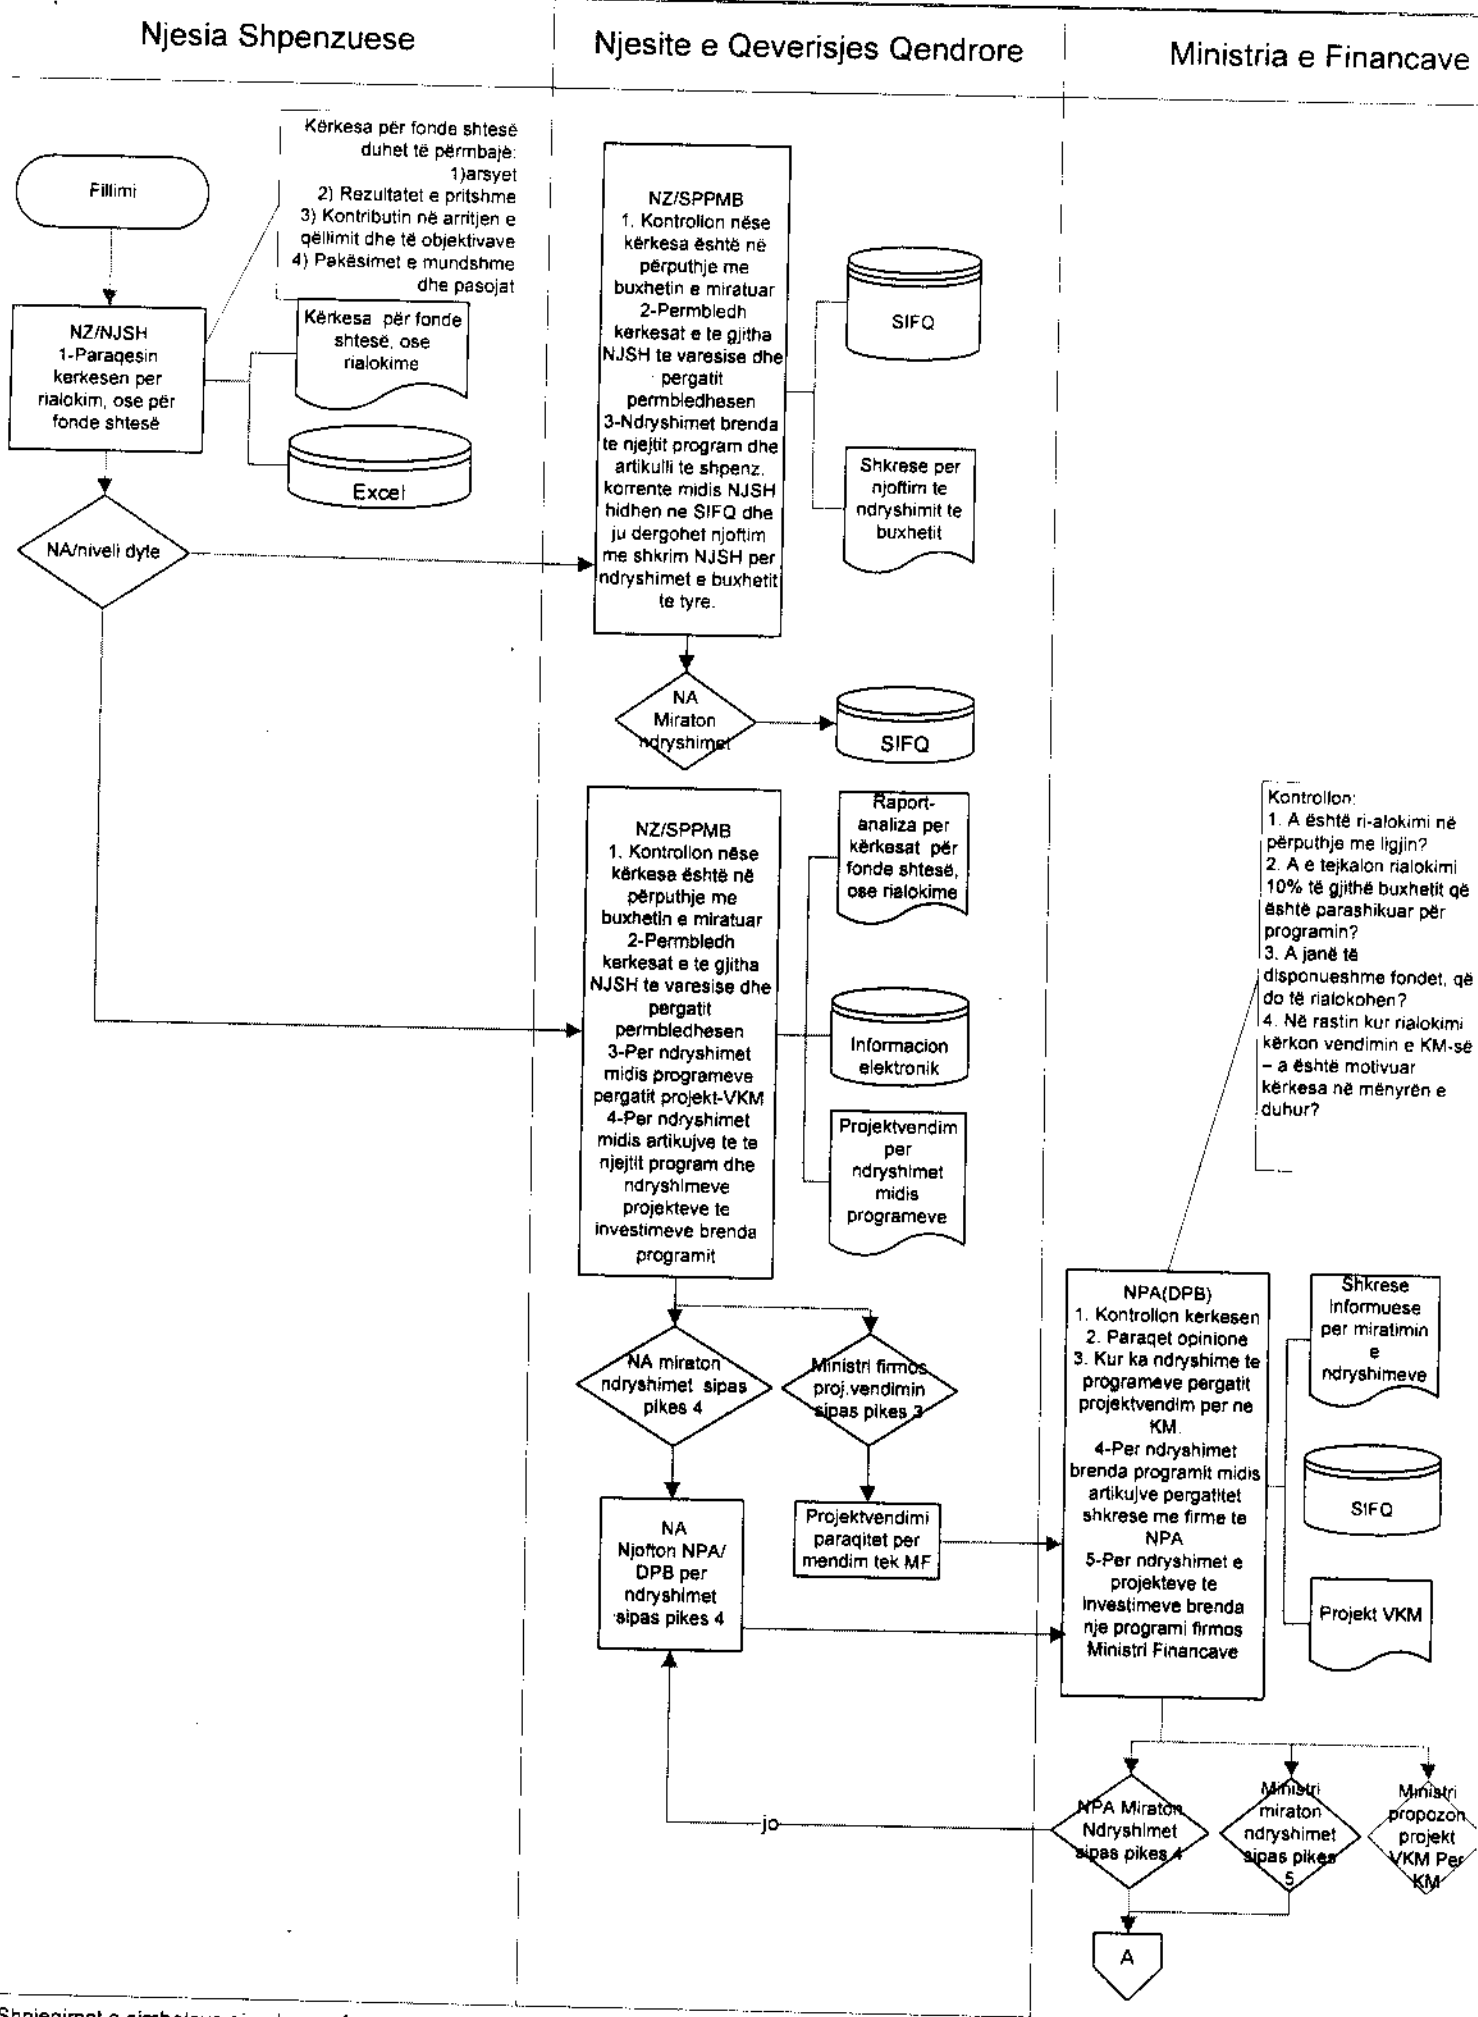 Njesia Shpenzuese
Njesite e Qeverisjes Qendrore
Ministria e Financave
Fillimi
Kërkesa për fonde shtesë
duhet të përmbajë:
1)arsyet
2) Rezultatet e pritshme
3) Kontributin në arritjen e
qëllimit dhe të objektivave
4) Pakësimet e mundshme
dhe pasojat
NZ/NJSH
1-Paraqesin
kerkesen per
rialokim, ose për
fonde shtesë
Kërkesa për fonde
shtesë, ose
rialokime
Excel
NA/niveli dyte
NZ/SPPMB
1. Kontrollon nëse
kërkesa është në
përputhje me
buxhetin e miratuar
2-Permbledh
kerkesat e te gjitha
NJSH te varesise dhe
pergatit
permbledhesen
3-Ndryshimet brenda
te njejtit program dhe
artikulli te shpenz.
korrente midis NJSH
hidhen ne SIFQ dhe
ju dergohet njoftim
me shkrim NJSH per
ndryshimet e buxhetit
te tyre.
SIFQ
Shkrese per
njoftim te
ndryshimit te
buxhetit
NA
Miraton
ndryshimet
SIFQ
NZ/SPPMB
1. Kontrollon nëse
kërkesa është në
përputhje me
buxhetin e miratuar
2-Permbledh
kerkesat e te gjitha
NJSH te varesise dhe
pergatit
permbledhesen
3-Per ndryshimet
midis programeve
pergatit projekt-VKM
4-Per ndryshimet
midis artikujve te te
njejtit program dhe
ndryshimeve
projekteve te
investimeve brenda
programit
Raport-
analiza per
kërkesat për
fonde shtesë,
ose rialokime
Informacion
elektronik
Projektvendim
per
ndryshimet
midis
programeve
Kontrollon:
1. A është ri-alokimi në
përputhje me ligjin?
2. A e tejkalon rialokimi
10% të gjithë buxhetit që
është parashikuar për
programin?
3. A janë të
disponueshme fondet, që
do të rialokohen?
4. Në rastin kur rialokimi
kërkon vendimin e KM-së
– a është motivuar
kërkesa në mënyrën e
duhur?
NA miraton
ndryshimet sipas
pikes 4
Ministri firmos
proj.vendimin
sipas pikes 3
NA
Njofton NPA/
DPB per
ndryshimet
sipas pikes 4
Projektvendimi
paraqitet per
mendim tek MF
NPA(DPB)
1. Kontrollon kerkesen
2. Paraqet opinione
3. Kur ka ndryshime te
programeve pergatit
projektvendim per ne
KM.
4-Per ndryshimet
brenda programit midis
artikujve pergatitet
shkrese me firme te
NPA
5-Per ndryshimet e
projekteve te
investimeve brenda
nje programi firmos
Ministri Financave
Shkrese
informuese
per miratimin
e
ndryshimeve
SIFQ
Projekt VKM
jo
NPA Miraton
Ndryshimet
sipas pikes 4
Ministri
miraton
ndryshimet
sipas pikes
5
Ministri
propozon
projekt
VKM Per
KM
A